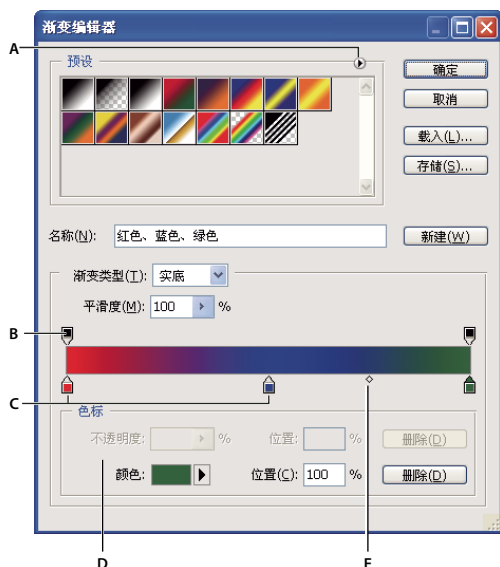 渐变编辑器
A
预设
确定
取消
载入(L)...
存储(S)...
名称(N): 红色、蓝色、绿色
新建(W)
渐变类型(T): 实底
平滑度(M): 100 %
B
C
色标
不透明度: % 位置: % 删除(D)
颜色: 位置(C): 100 % 删除(D)
D E